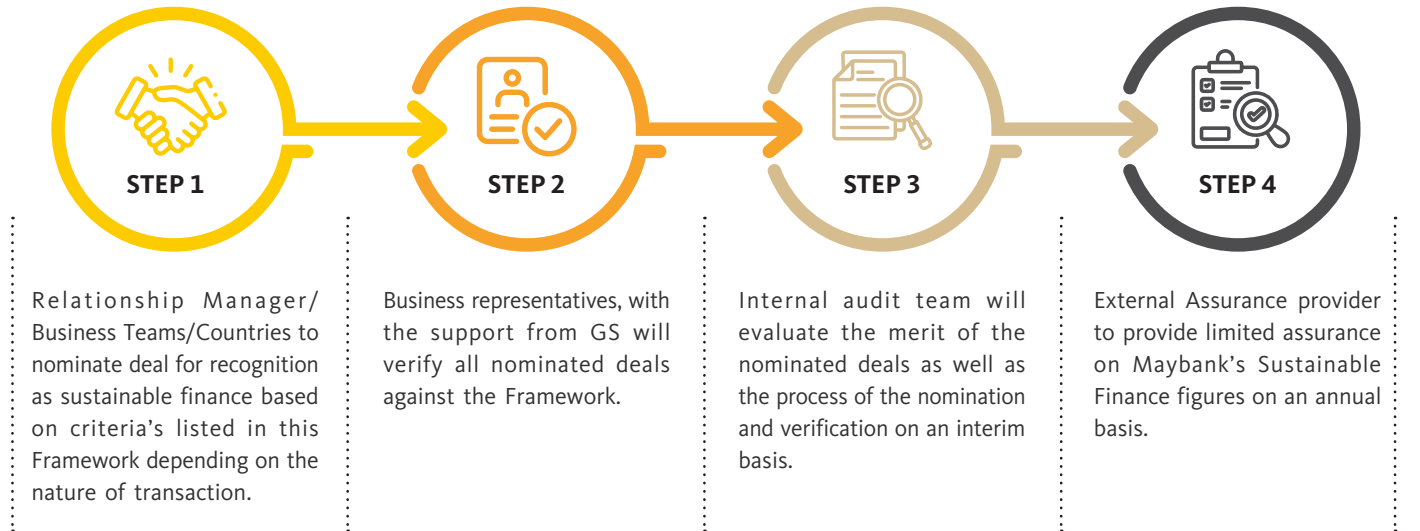 STEP 1
Relationship Manager/
Business Teams/Countries to
nominate deal for recognition
as sustainable finance based
on criteria's listed in this
Framework depending on the
nature of transaction.
STEP 2
Business representatives, with
the support from GS will
verify all nominated deals
against the Framework.
STEP 3
Internal audit team will
evaluate the merit of the
nominated deals as well as
the process of the nomination
and verification on an interim
basis.
STEP 4
External Assurance provider
to provide limited assurance
on Maybank's Sustainable
Finance figures on an annual
basis.